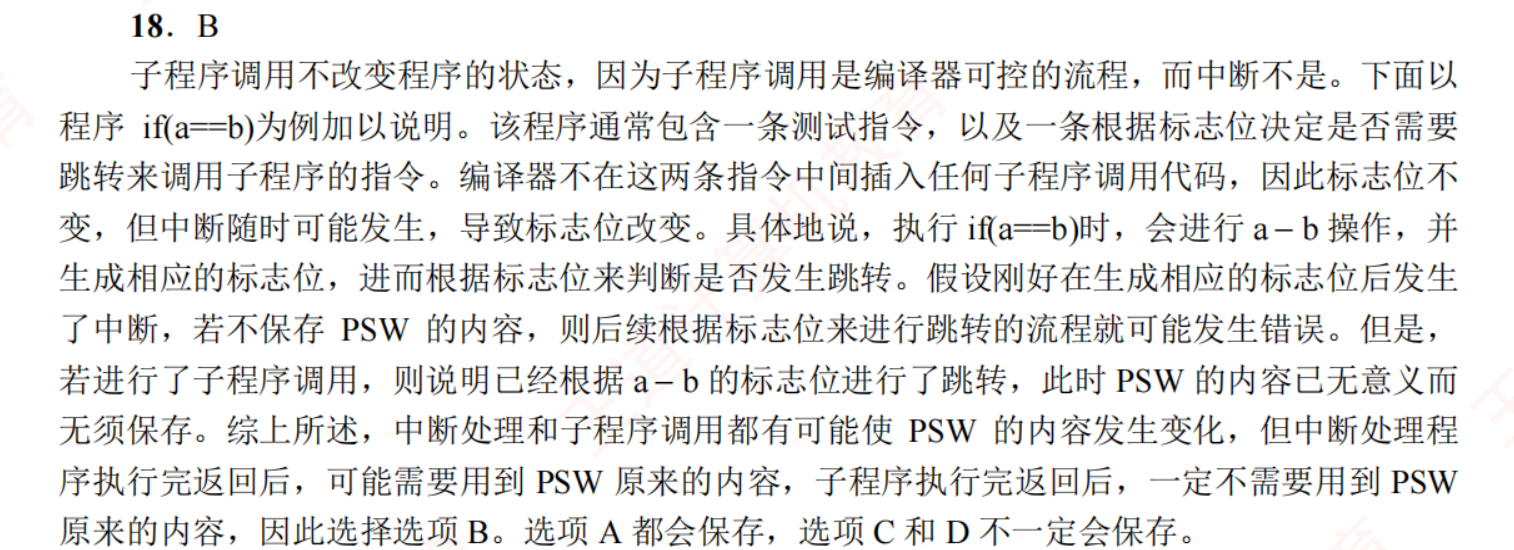 18．B
子程序调用不改变程序的状态，因为子程序调用是编译器可控的流程，而中断不是。下面以
程序 if(a==b)为例加以说明。该程序通常包含一条测试指令，以及一条根据标志位决定是否需要
跳转来调用子程序的指令。编译器不在这两条指令中间插入任何子程序调用代码，因此标志位不
变，但中断随时可能发生，导致标志位改变。具体地说，执行 if(a==b)时，会进行 a – b 操作，并
生成相应的标志位，进而根据标志位来判断是否发生跳转。假设刚好在生成相应的标志位后发生
了中断，若不保存 PSW 的内容，则后续根据标志位来进行跳转的流程就可能发生错误。但是，
若进行了子程序调用，则说明已经根据 a – b 的标志位进行了跳转，此时 PSW 的内容已无意义而
无须保存。综上所述，中断处理和子程序调用都有可能使 PSW 的内容发生变化，但中断处理程
序执行完返回后，可能需要用到 PSW 原来的内容，子程序执行完返回后，一定不需要用到 PSW
原来的内容，因此选择选项 B。选项 A 都会保存，选项 C 和 D 不一定会保存。